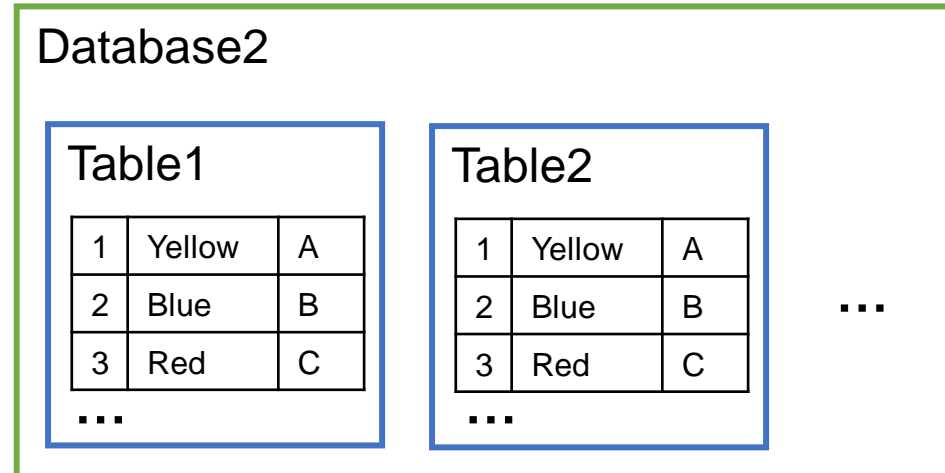 Database2
Table1
1 Yellow A
2 Blue B
3 Red C
...
Table2
1 Yellow A
2 Blue B
3 Red C
...
...